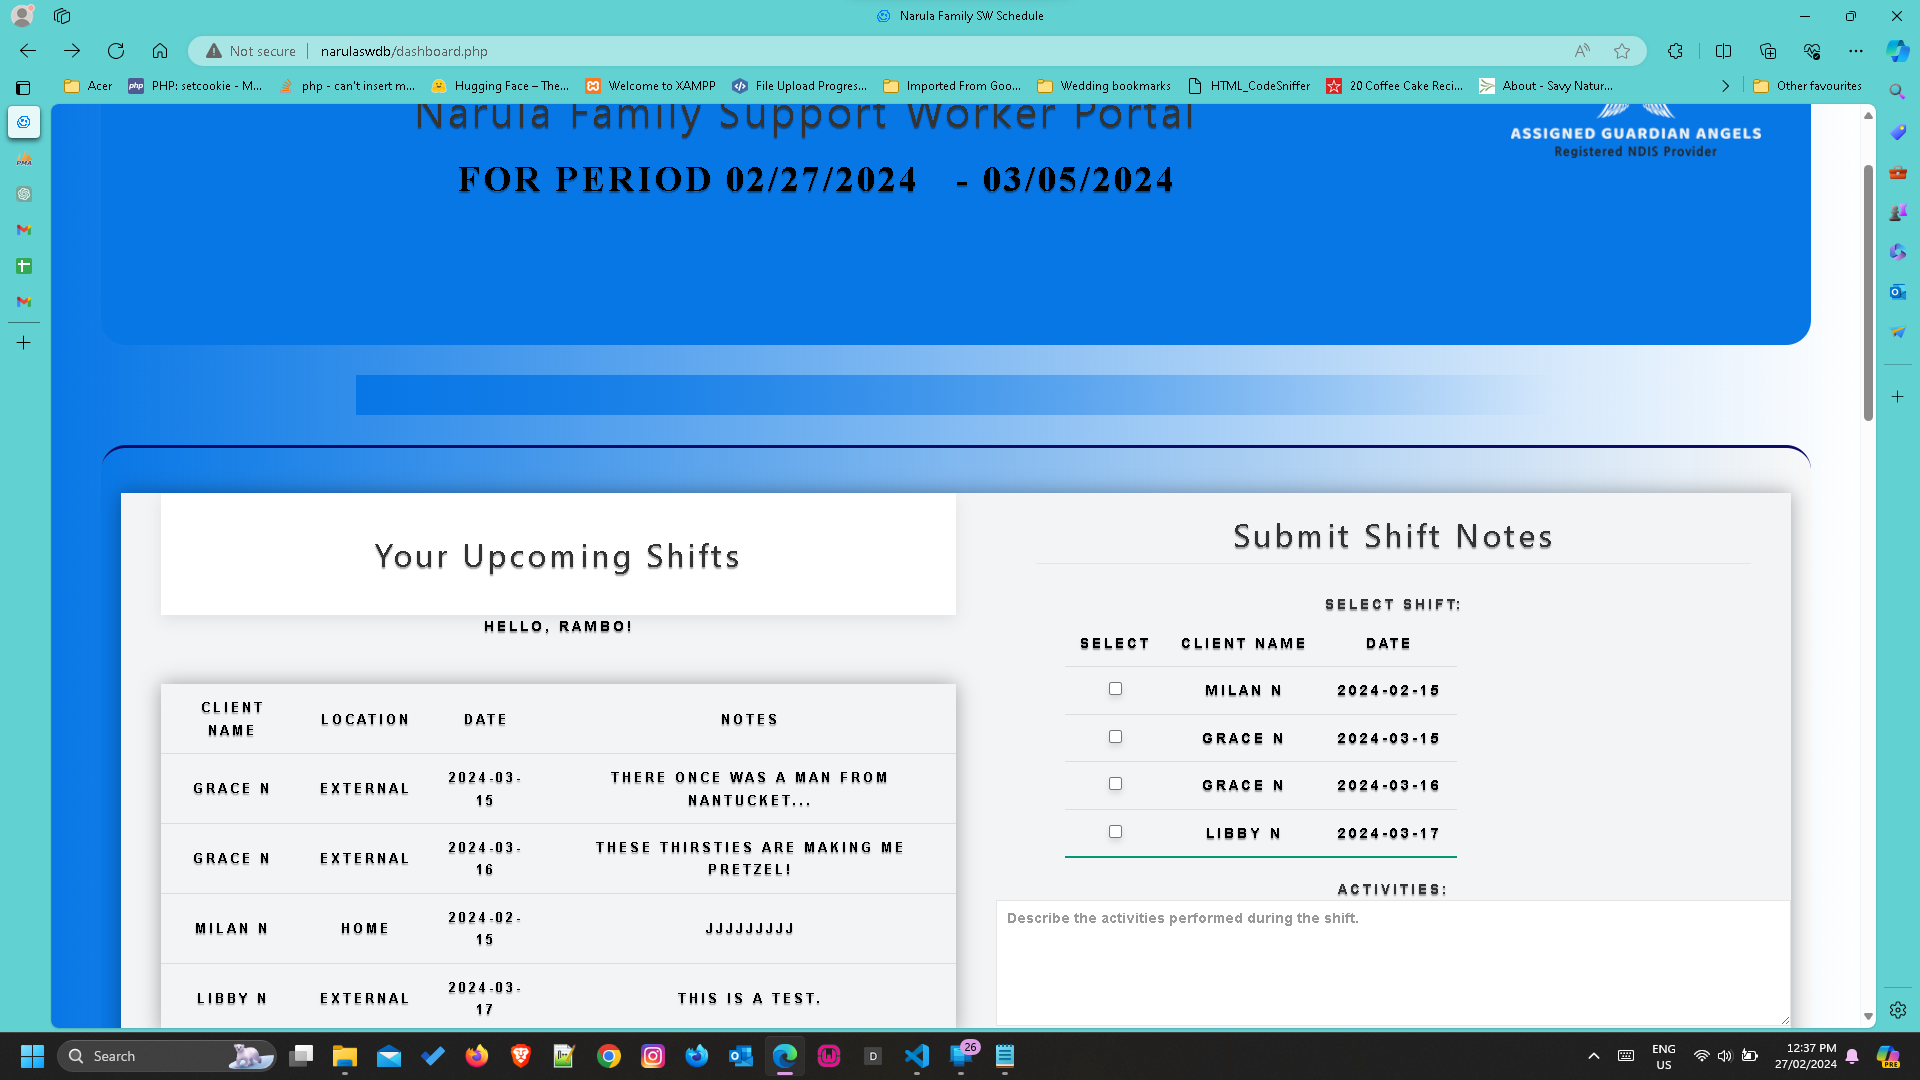 Narula Family SW Schedule
Not secure
narulaswdb/dashboard.php
Acer
PHP: setcookie - M...
php - can't insert m...
Hugging Face – The...
Welcome to XAMPP
File Upload Progres...
Imported From Goo...
Wedding bookmarks
HTML_CodeSniffer
20 Coffee Cake Reci...
About - Savy Natur...
Other favourites
Narula Family Support Worker Portal
ASSIGNED GUARDIAN ANGELS
Registered NDIS Provider
FOR PERIOD 02/27/2024 - 03/05/2024
Your Upcoming Shifts
HELLO, RAMBO!
CLIENT NAME LOCATION DATE NOTES
GRACE N EXTERNAL 2024-03-15 THERE ONCE WAS A MAN FROM NANTUCKET...
GRACE N EXTERNAL 2024-03-16 THESE THIRSTIES ARE MAKING ME PRETZEL!
MILAN N HOME 2024-02-15 JJJJJJJJJ
LIBBY N EXTERNAL 2024-03-17 THIS IS A TEST.
Submit Shift Notes
SELECT SHIFT:
SELECT CLIENT NAME DATE
MILAN N 2024-02-15
GRACE N 2024-03-15
GRACE N 2024-03-16
LIBBY N 2024-03-17
ACTIVITIES:
Describe the activities performed during the shift.
Search
D
26
ENG
US
12:37 PM
27/02/2024